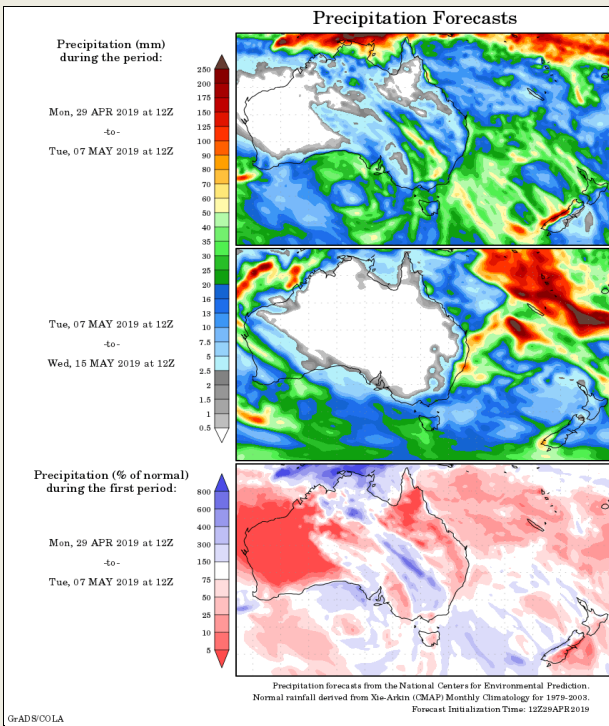 Precipitation Forecasts
Precipitation (mm)
during the period:
Mon, 29 APR 2019 at 12Z
-to-
Tue, 07 MAY 2019 at 12Z
Tue, 07 MAY 2019 at 12Z
-to-
Wed, 15 MAY 2019 at 12Z
250
200
175
150
125
100
90
80
70
60
50
40
35
30
25
20
16
13
10
7.5
5
2.5
2
1.5
1
0.5
Precipitation (% of normal)
during the first period:
Mon, 29 APR 2019 at 12Z
-to-
Tue, 07 MAY 2019 at 12Z
800
600
400
300
150
75
50
25
10
5
Precipitation forecasts from the National Centers for Environmental Prediction.
Normal rainfall derived from Xie-Arkin (CMAP) Monthly Climatology for 1979-2003.
Forecast Initialization Time: 12Z29APR2019
GrADS/COLA